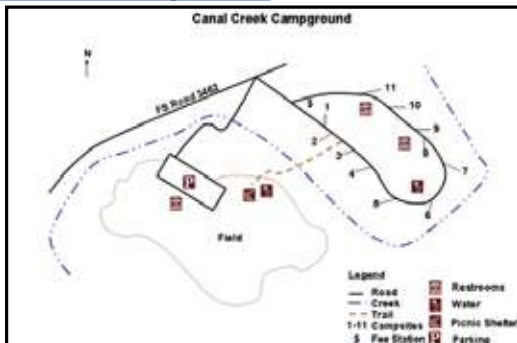 Canal Creek Campground
N
FS Road 3462
$
11
1
10
2
9
3
8
4
7
5
6
Field
Legend
Road
Creek
Trail
1-11 Campsites
$ Fee Station
Restrooms
Water
Picnic Shelter
P Parking